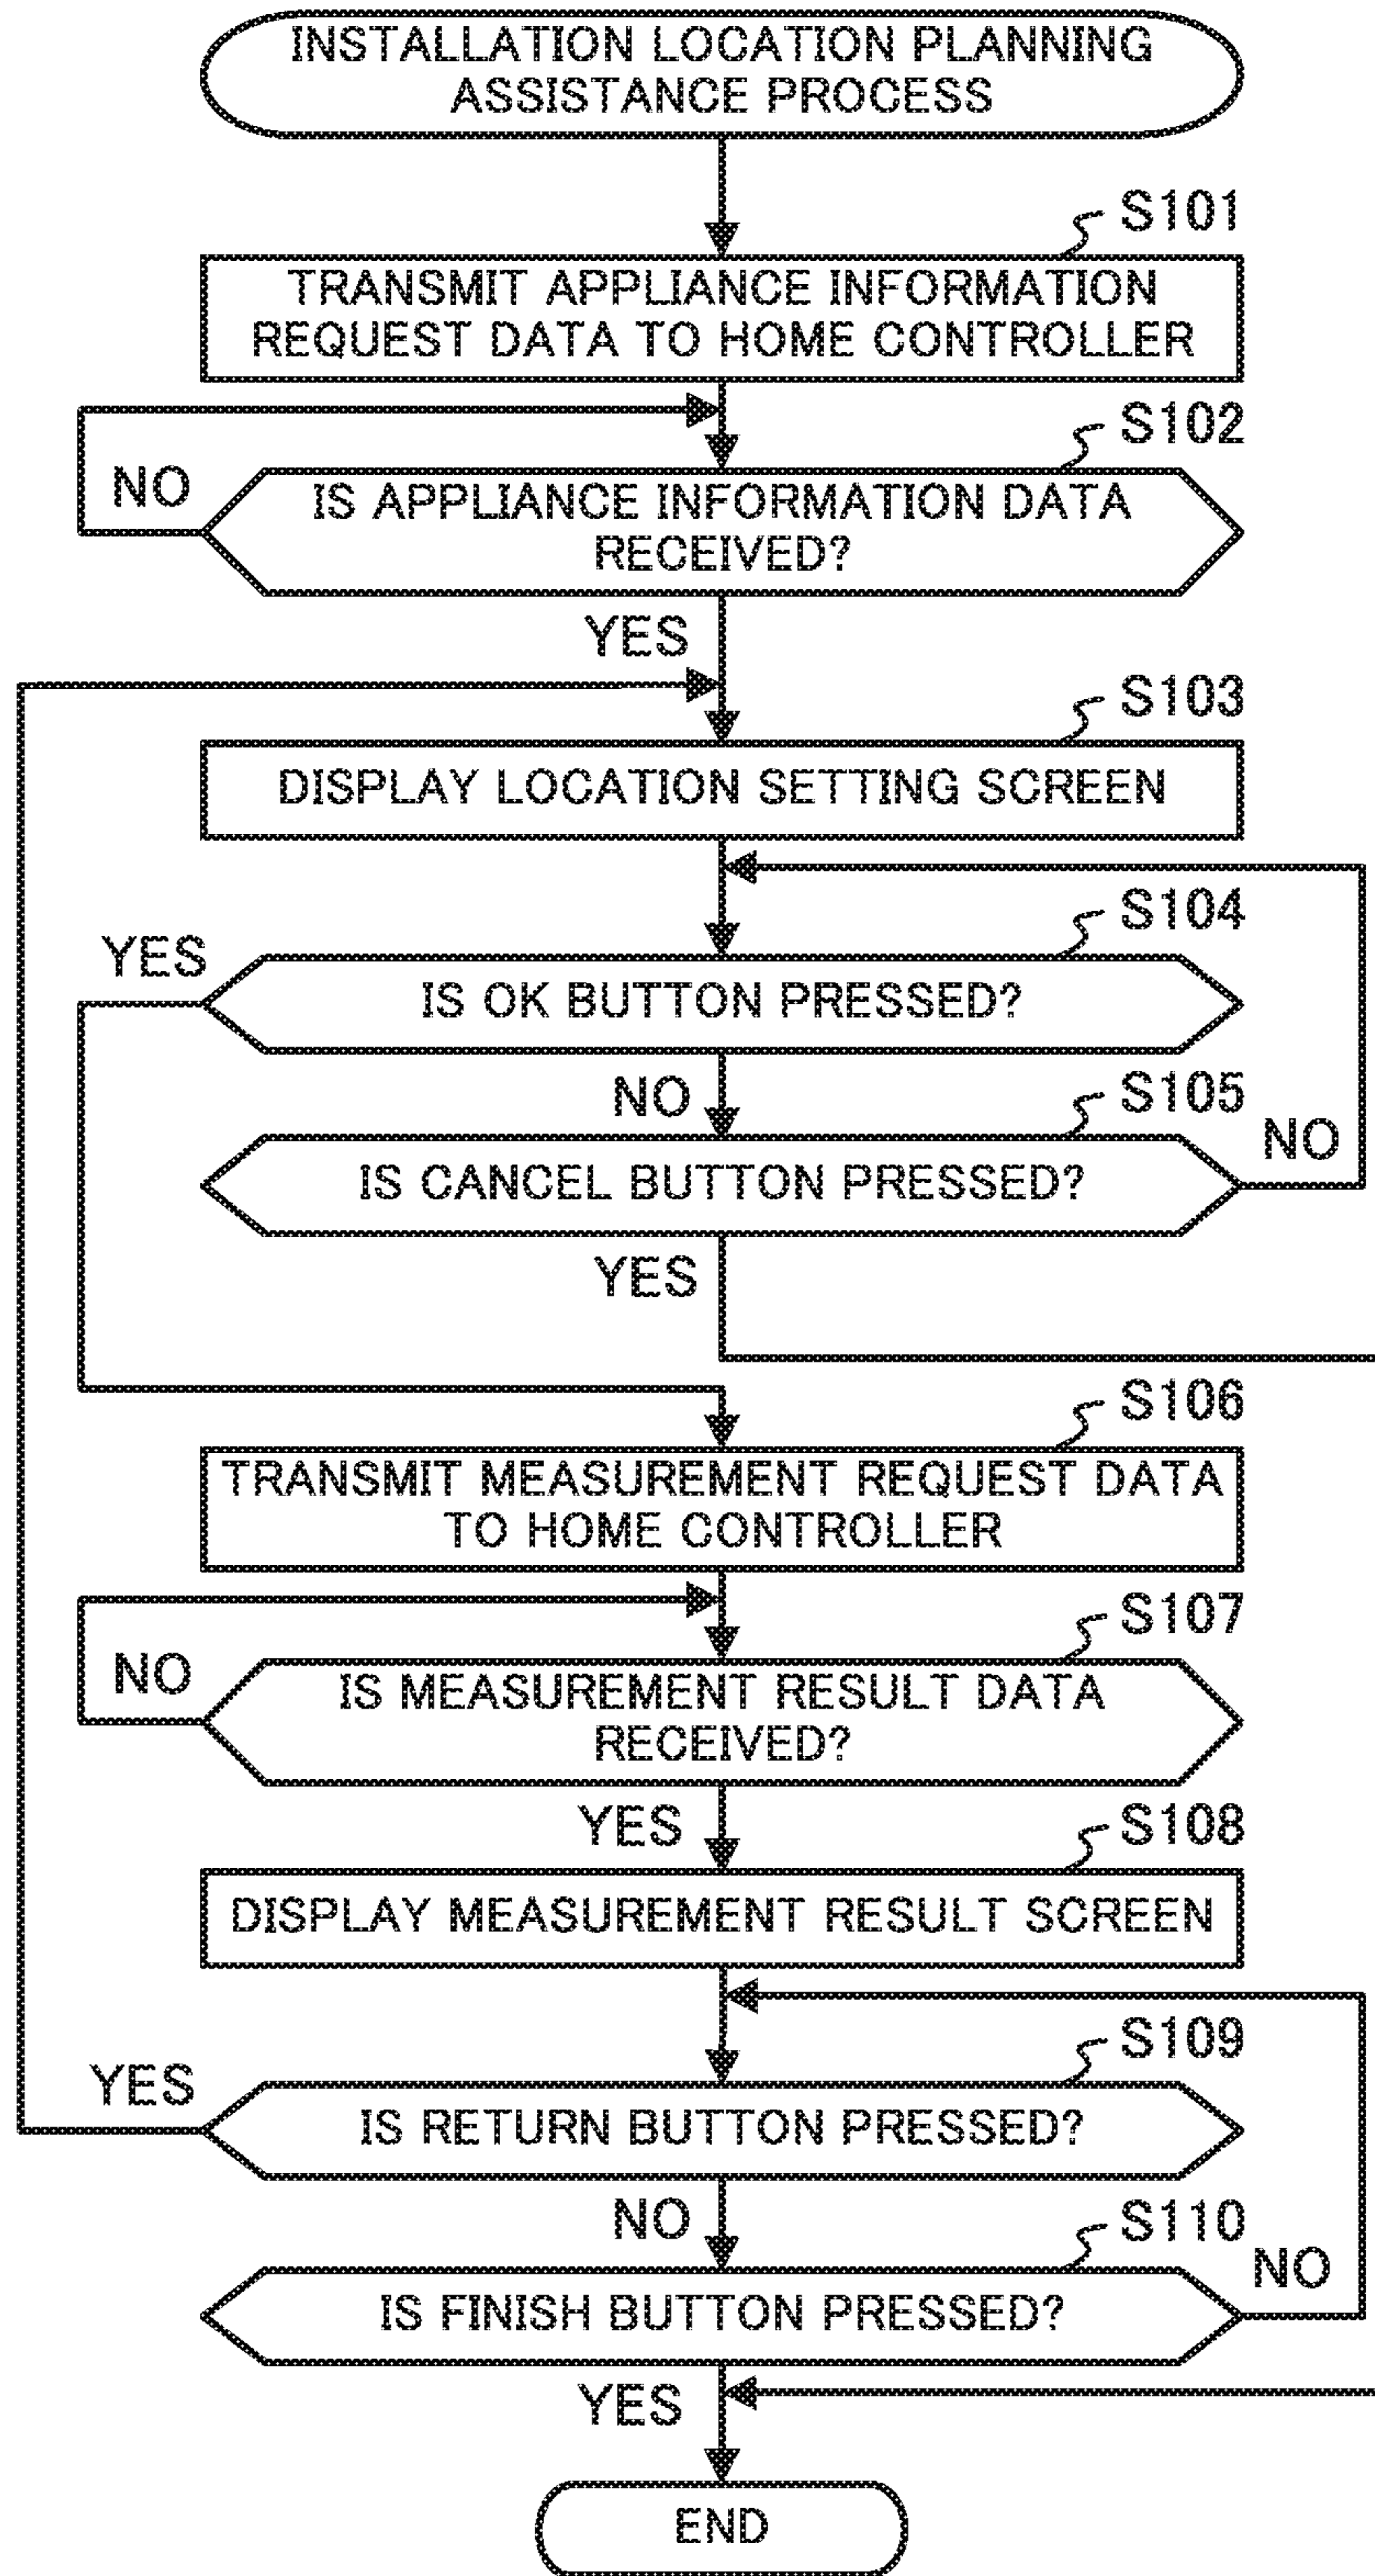 INSTALLATION LOCATION PLANNING
ASSISTANCE PROCESS
S101
TRANSMIT APPLIANCE INFORMATION
REQUEST DATA TO HOME CONTROLLER
S102
NO
IS APPLIANCE INFORMATION DATA
RECEIVED?
YES
S103
DISPLAY LOCATION SETTING SCREEN
S104
YES
IS OK BUTTON PRESSED?
NO
S105
NO
IS CANCEL BUTTON PRESSED?
YES
S106
TRANSMIT MEASUREMENT REQUEST DATA
TO HOME CONTROLLER
S107
NO
IS MEASUREMENT RESULT DATA
RECEIVED?
YES
S108
DISPLAY MEASUREMENT RESULT SCREEN
S109
YES
IS RETURN BUTTON PRESSED?
NO
S110
NO
IS FINISH BUTTON PRESSED?
YES
END